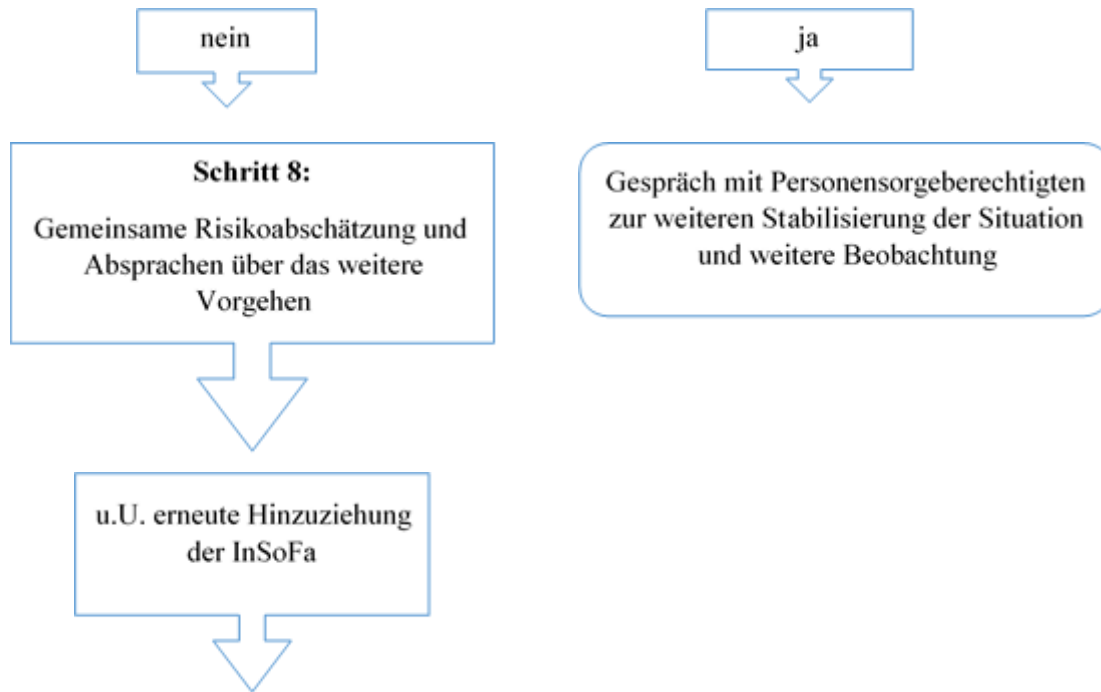 nein
ja
Schritt 8:
Gemeinsame Risikoabschätzung und
Absprachen über das weitere
Vorgehen
Gespräch mit Personensorgeberechtigten
zur weiteren Stabilisierung der Situation
und weitere Beobachtung
u.U. erneute Hinzuziehung
der InSoFa